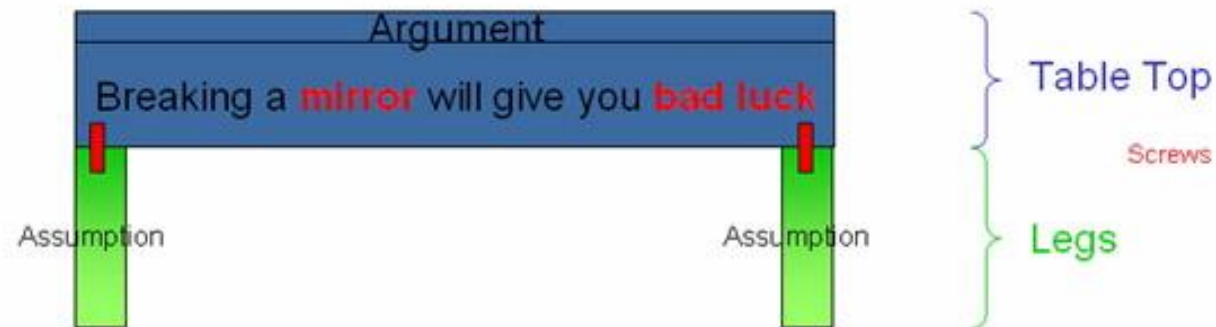 Argument
Breaking a mirror will give you bad luck
Table Top
Screws
Assumption
Assumption
Legs